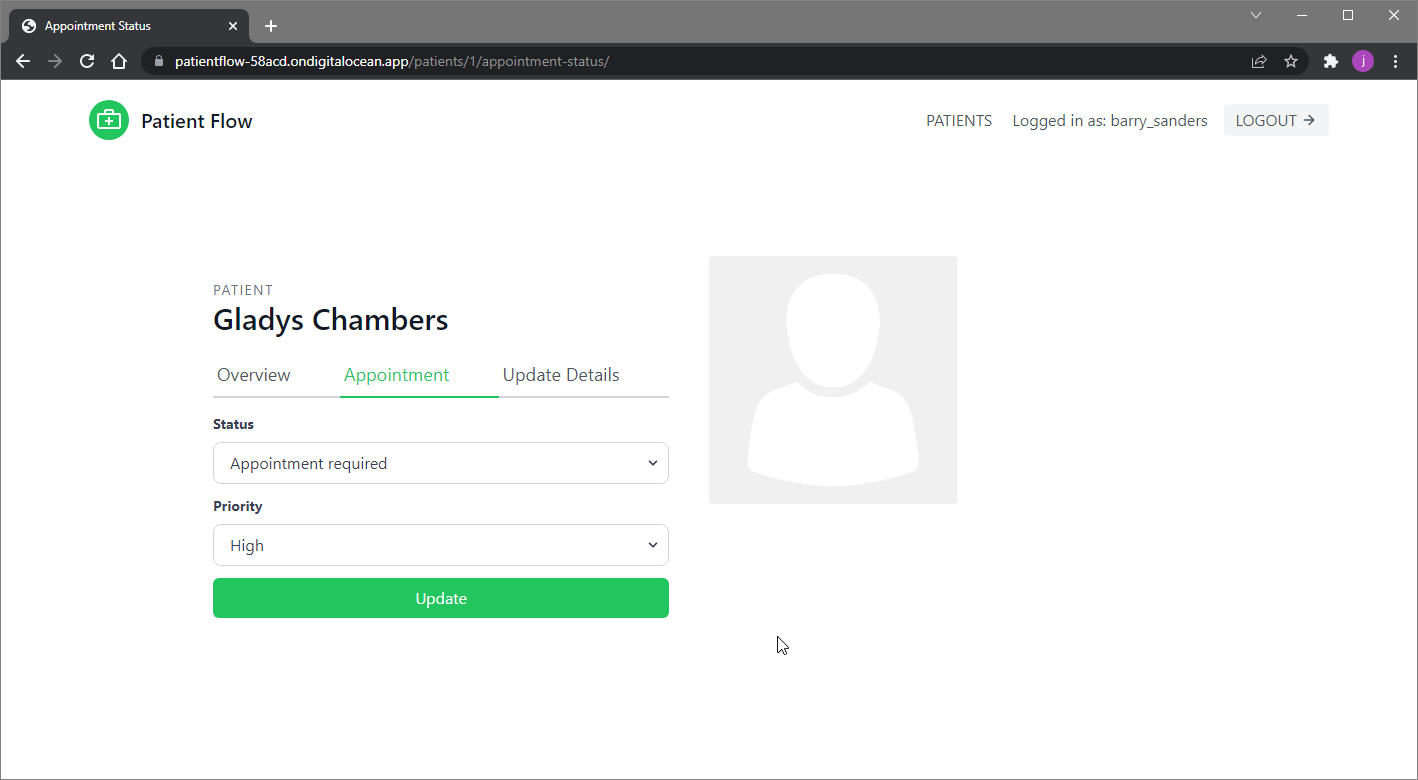 Appointment Status
patientflow-58acd.ondigitalocean.app/patients/1/appointment-status/
j
Patient Flow
PATIENTS
Logged in as: barry_sanders
LOGOUT →
PATIENT
Gladys Chambers
Overview
Appointment
Update Details
Status
Appointment required
Priority
High
Update